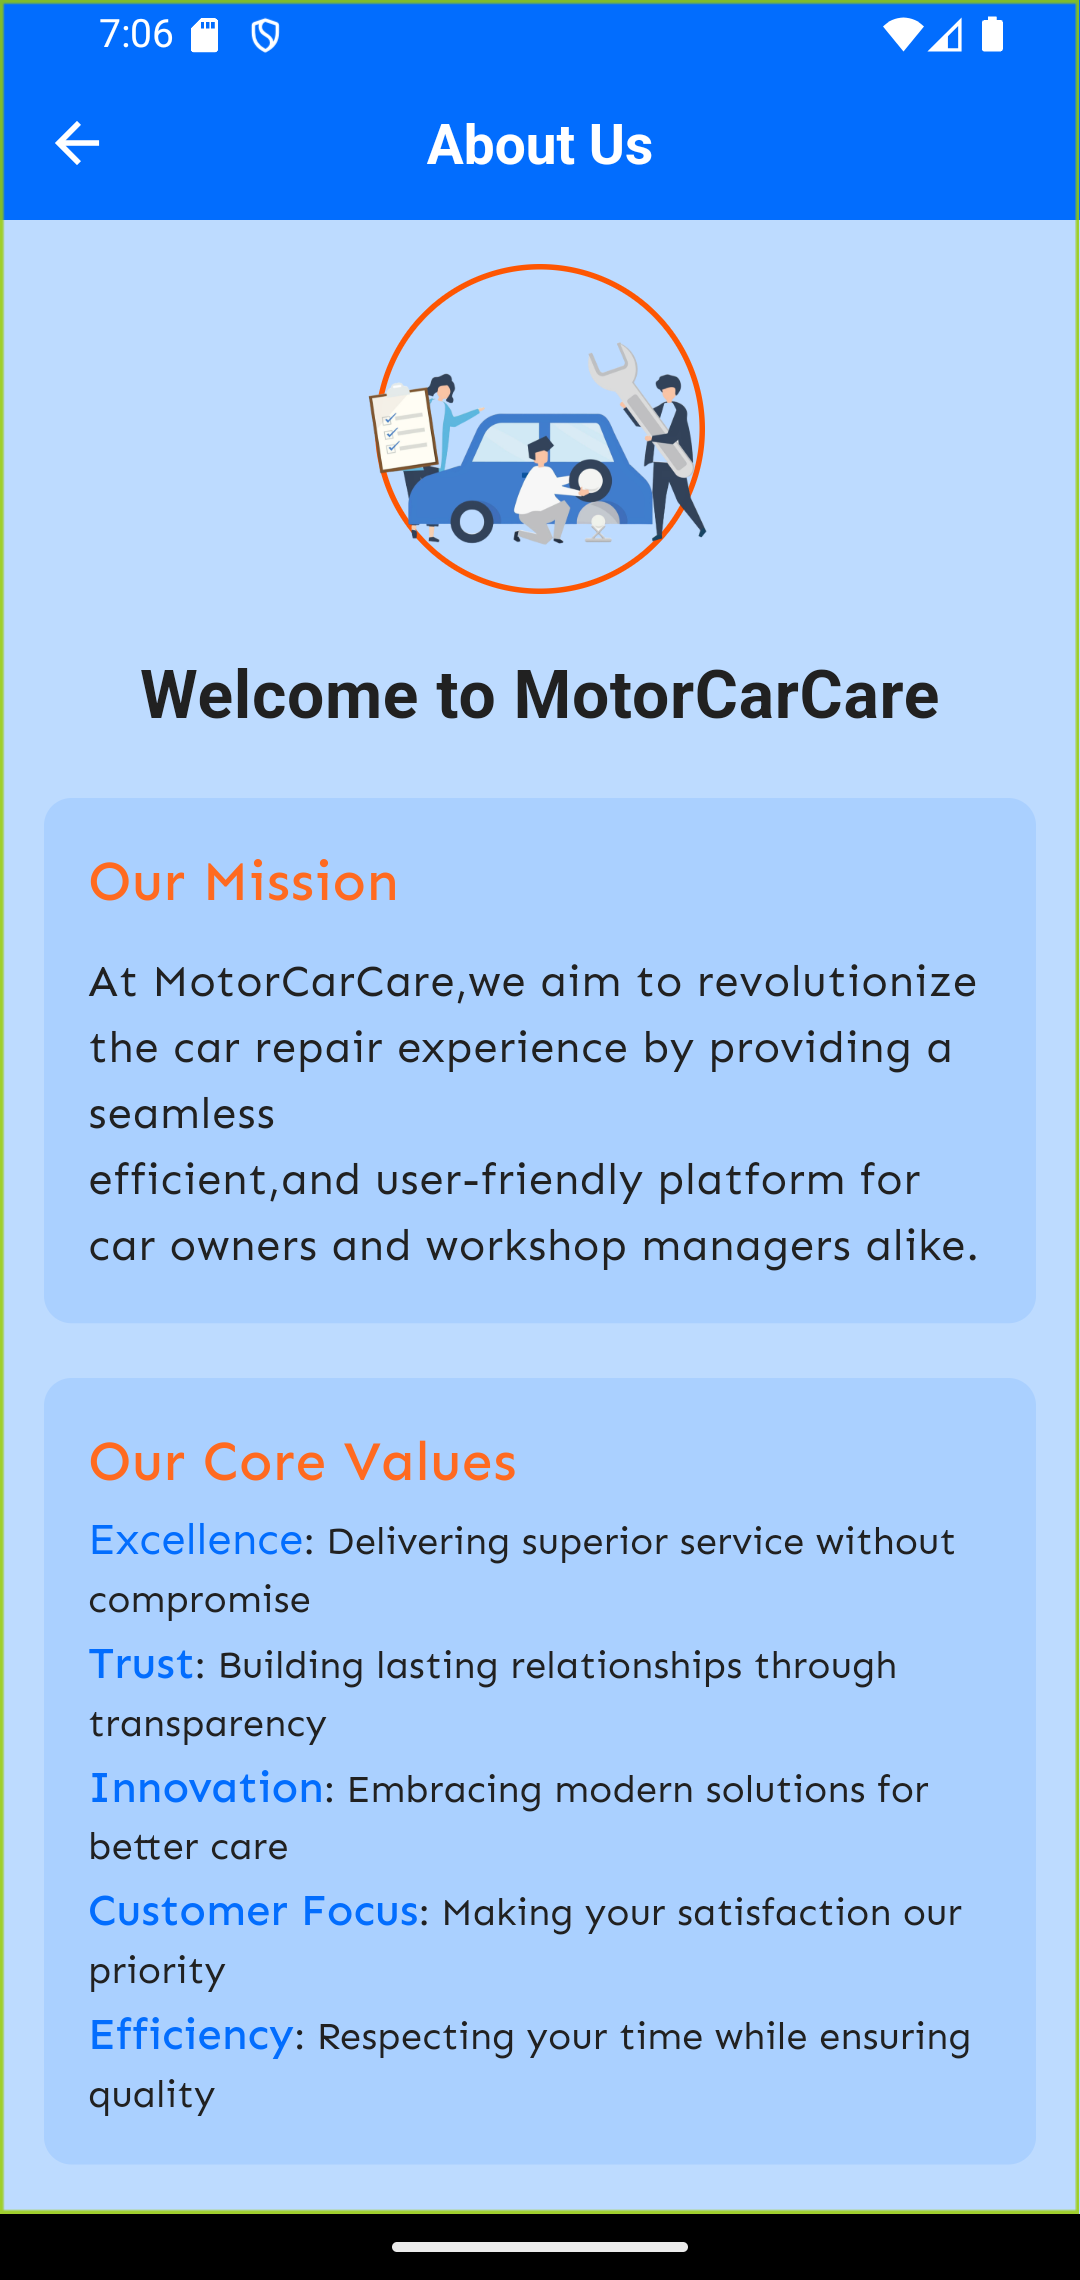 7:06
About Us
Welcome to MotorCarCare
Our Mission
At MotorCarCare,we aim to revolutionize
the car repair experience by providing a
seamless
efficient,and user-friendly platform for
car owners and workshop managers alike.
Our Core Values
Excellence: Delivering superior service without
compromise
Trust: Building lasting relationships through
transparency
Innovation: Embracing modern solutions for
better care
Customer Focus: Making your satisfaction our
priority
Efficiency: Respecting your time while ensuring
quality